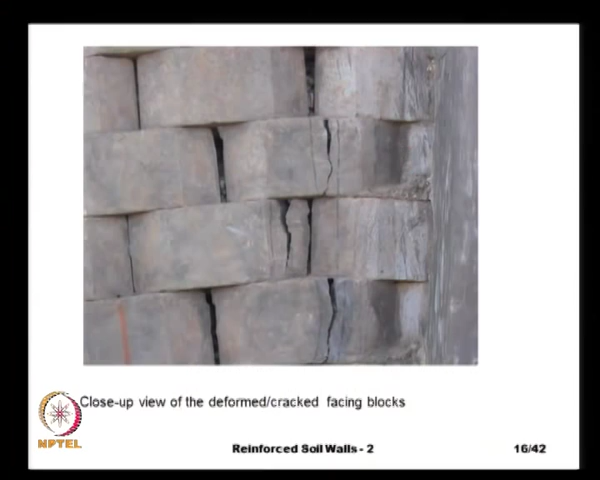 Close-up view of the deformed/cracked facing blocks
NPTEL
Reinforced Soil Walls - 2
16/42